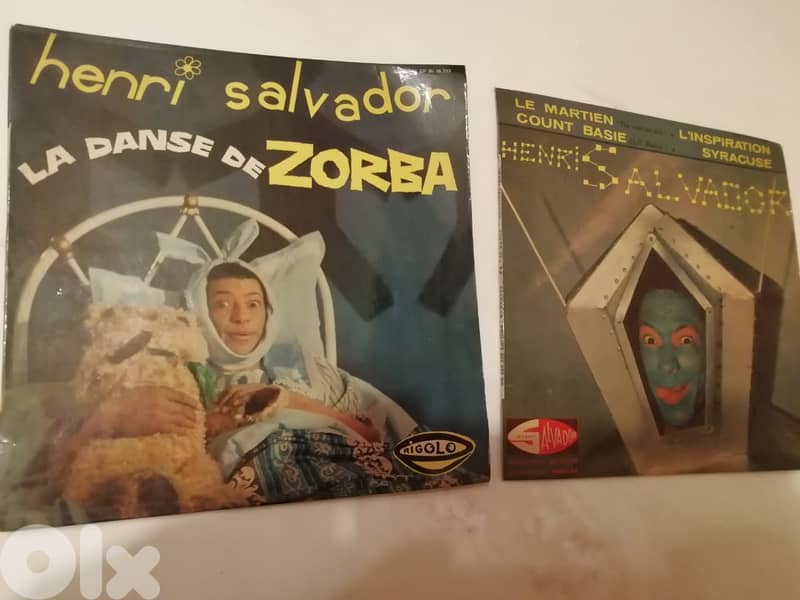 henri salvador
LA DANSE DE ZORBA
RIGOLO
LE MARTIEN
COUNT BASIE
L'INSPIRATION
SYRACUSE
HENRI SALVADOR
SALVADOR
OLX